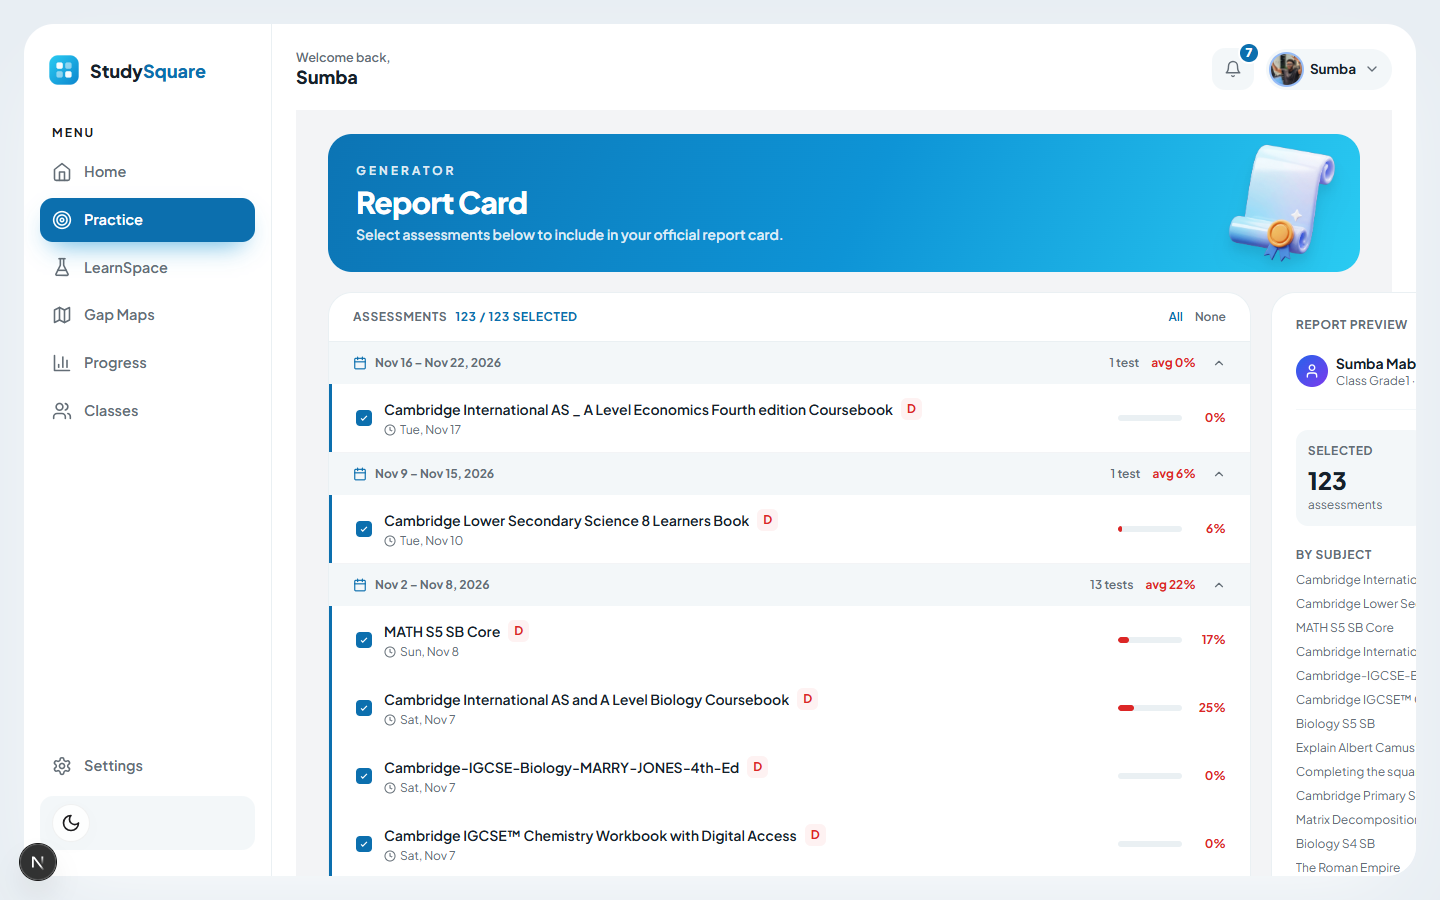 StudySquare
MENU
Home
Practice
LearnSpace
Gap Maps
Progress
Classes
Settings
N
Welcome back,
Sumba
7
Sumba
GENERATOR
Report Card
Select assessments below to include in your official report card.
ASSESSMENTS 123 / 123 SELECTED All None
Nov 16 – Nov 22, 2026 1 test avg 0%
Cambridge International AS _ A Level Economics Fourth edition Coursebook D 0%
Tue, Nov 17
Nov 9 – Nov 15, 2026 1 test avg 6%
Cambridge Lower Secondary Science 8 Learners Book D 6%
Tue, Nov 10
Nov 2 – Nov 8, 2026 13 tests avg 22%
MATH S5 SB Core D 17%
Sun, Nov 8
Cambridge International AS and A Level Biology Coursebook D 25%
Sat, Nov 7
Cambridge-IGCSE-Biology-MARRY-JONES-4th-Ed D 0%
Sat, Nov 7
Cambridge IGCSE™ Chemistry Workbook with Digital Access D 0%
Sat, Nov 7
REPORT PREVIEW
Sumba Mab
Class Grade1 ·
SELECTED
123
assessments
BY SUBJECT
Cambridge Internatio
Cambridge Lower Se
MATH S5 SB Core
Cambridge Internatio
Cambridge-IGCSE-E
Cambridge IGCSE™
Biology S5 SB
Explain Albert Camus
Completing the squa
Cambridge Primary S
Matrix Decomposition
Biology S4 SB
The Roman Empire